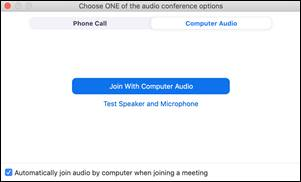 Choose ONE of the audio conference options
Phone Call Computer Audio
Join With Computer Audio
Test Speaker and Microphone
Automatically join audio by computer when joining a meeting